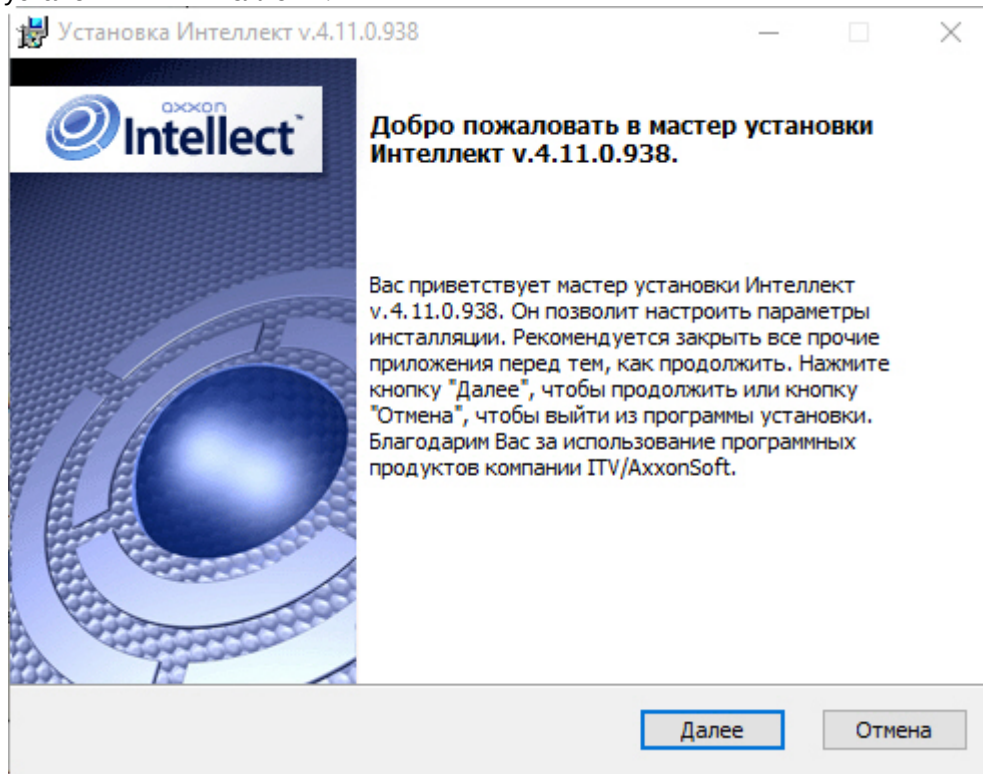 Установка Интеллект v.4.11.0.938
axxon
Intellect
Добро пожаловать в мастер установки
Интеллект v.4.11.0.938.
Вас приветствует мастер установки Интеллект
v.4.11.0.938. Он позволит настроить параметры
инсталляции. Рекомендуется закрыть все прочие
приложения перед тем, как продолжить. Нажмите
кнопку "Далее", чтобы продолжить или кнопку
"Отмена", чтобы выйти из программы установки.
Благодарим Вас за использование программных
продуктов компании ITV/AxxonSoft.
Далее
Отмена